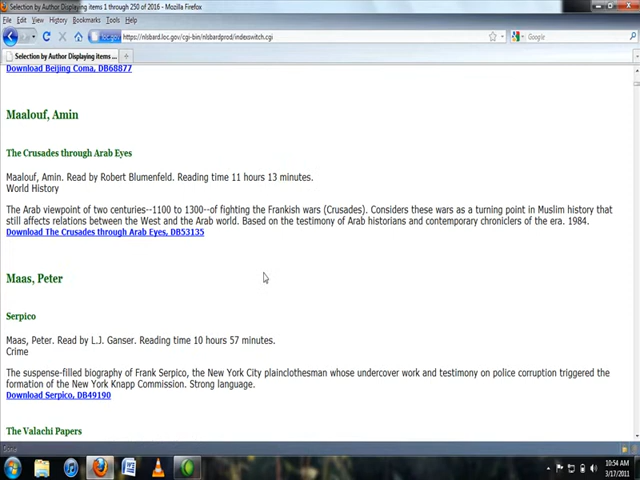 Selection by Author Displaying items 1 through 250 of 2016 - Mozilla Firefox
File Edit View History Bookmarks Tools Help
loc.gov https://nlsbard.loc.gov/cgi-bin/nlsbardprod/indexswitch.cgi
Google
Selection by Author Displaying items ...
Download Beijing Coma, DB68877
Maalouf, Amin
The Crusades through Arab Eyes
Maalouf, Amin. Read by Robert Blumenfeld. Reading time 11 hours 13 minutes.
World History
The Arab viewpoint of two centuries--1100 to 1300--of fighting the Frankish wars (Crusades). Considers these wars as a turning point in Muslim history that
still affects relations between the West and the Arab world. Based on the testimony of Arab historians and contemporary chroniclers of the era. 1984.
Download The Crusades through Arab Eyes, DB53135
Maas, Peter
Serpico
Maas, Peter. Read by L.J. Ganser. Reading time 10 hours 57 minutes.
Crime
The suspense-filled biography of Frank Serpico, the New York City plainclothesman whose undercover work and testimony on police corruption triggered the
formation of the New York Knapp Commission. Strong language.
Download Serpico, DB49190
The Valachi Papers
Done
10:54 AM
3/17/2011